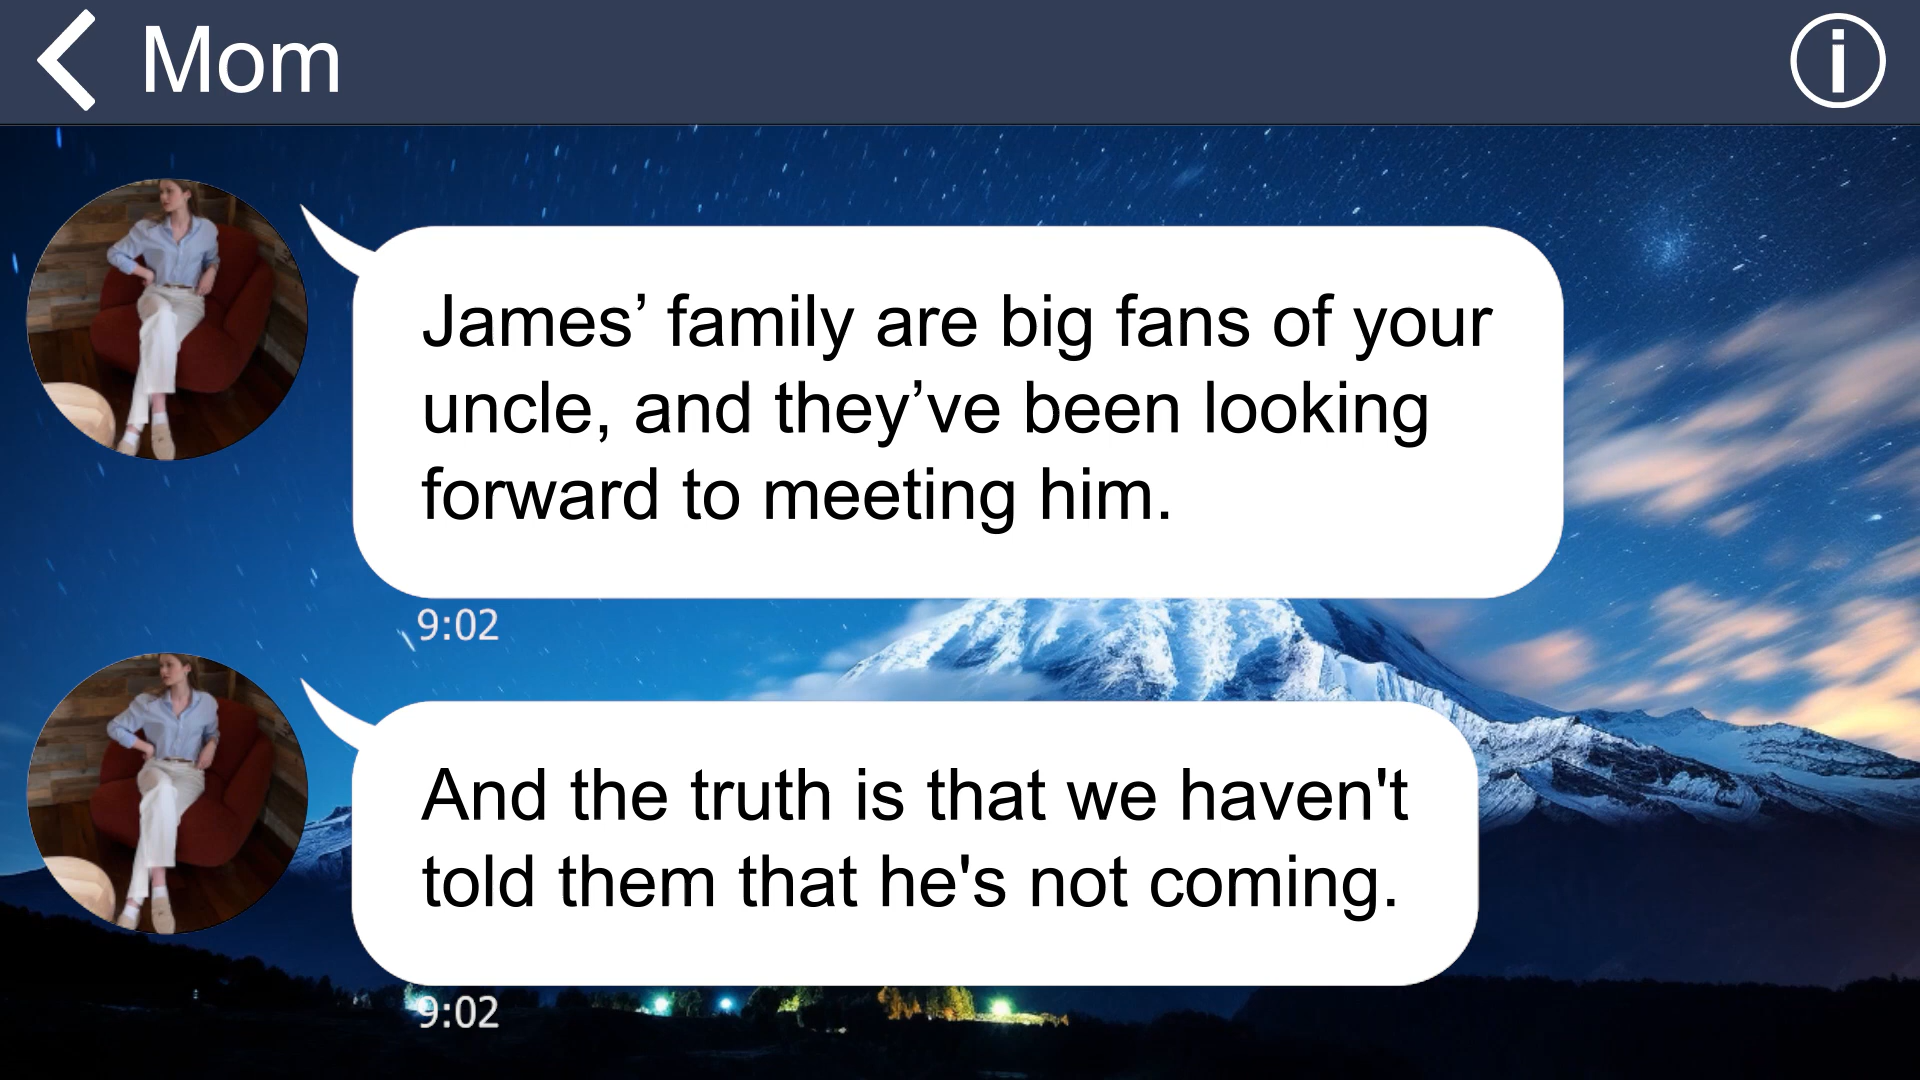 Mom
James’ family are big fans of your
uncle, and they’ve been looking
forward to meeting him.
9:02
And the truth is that we haven't
told them that he's not coming.
9:02